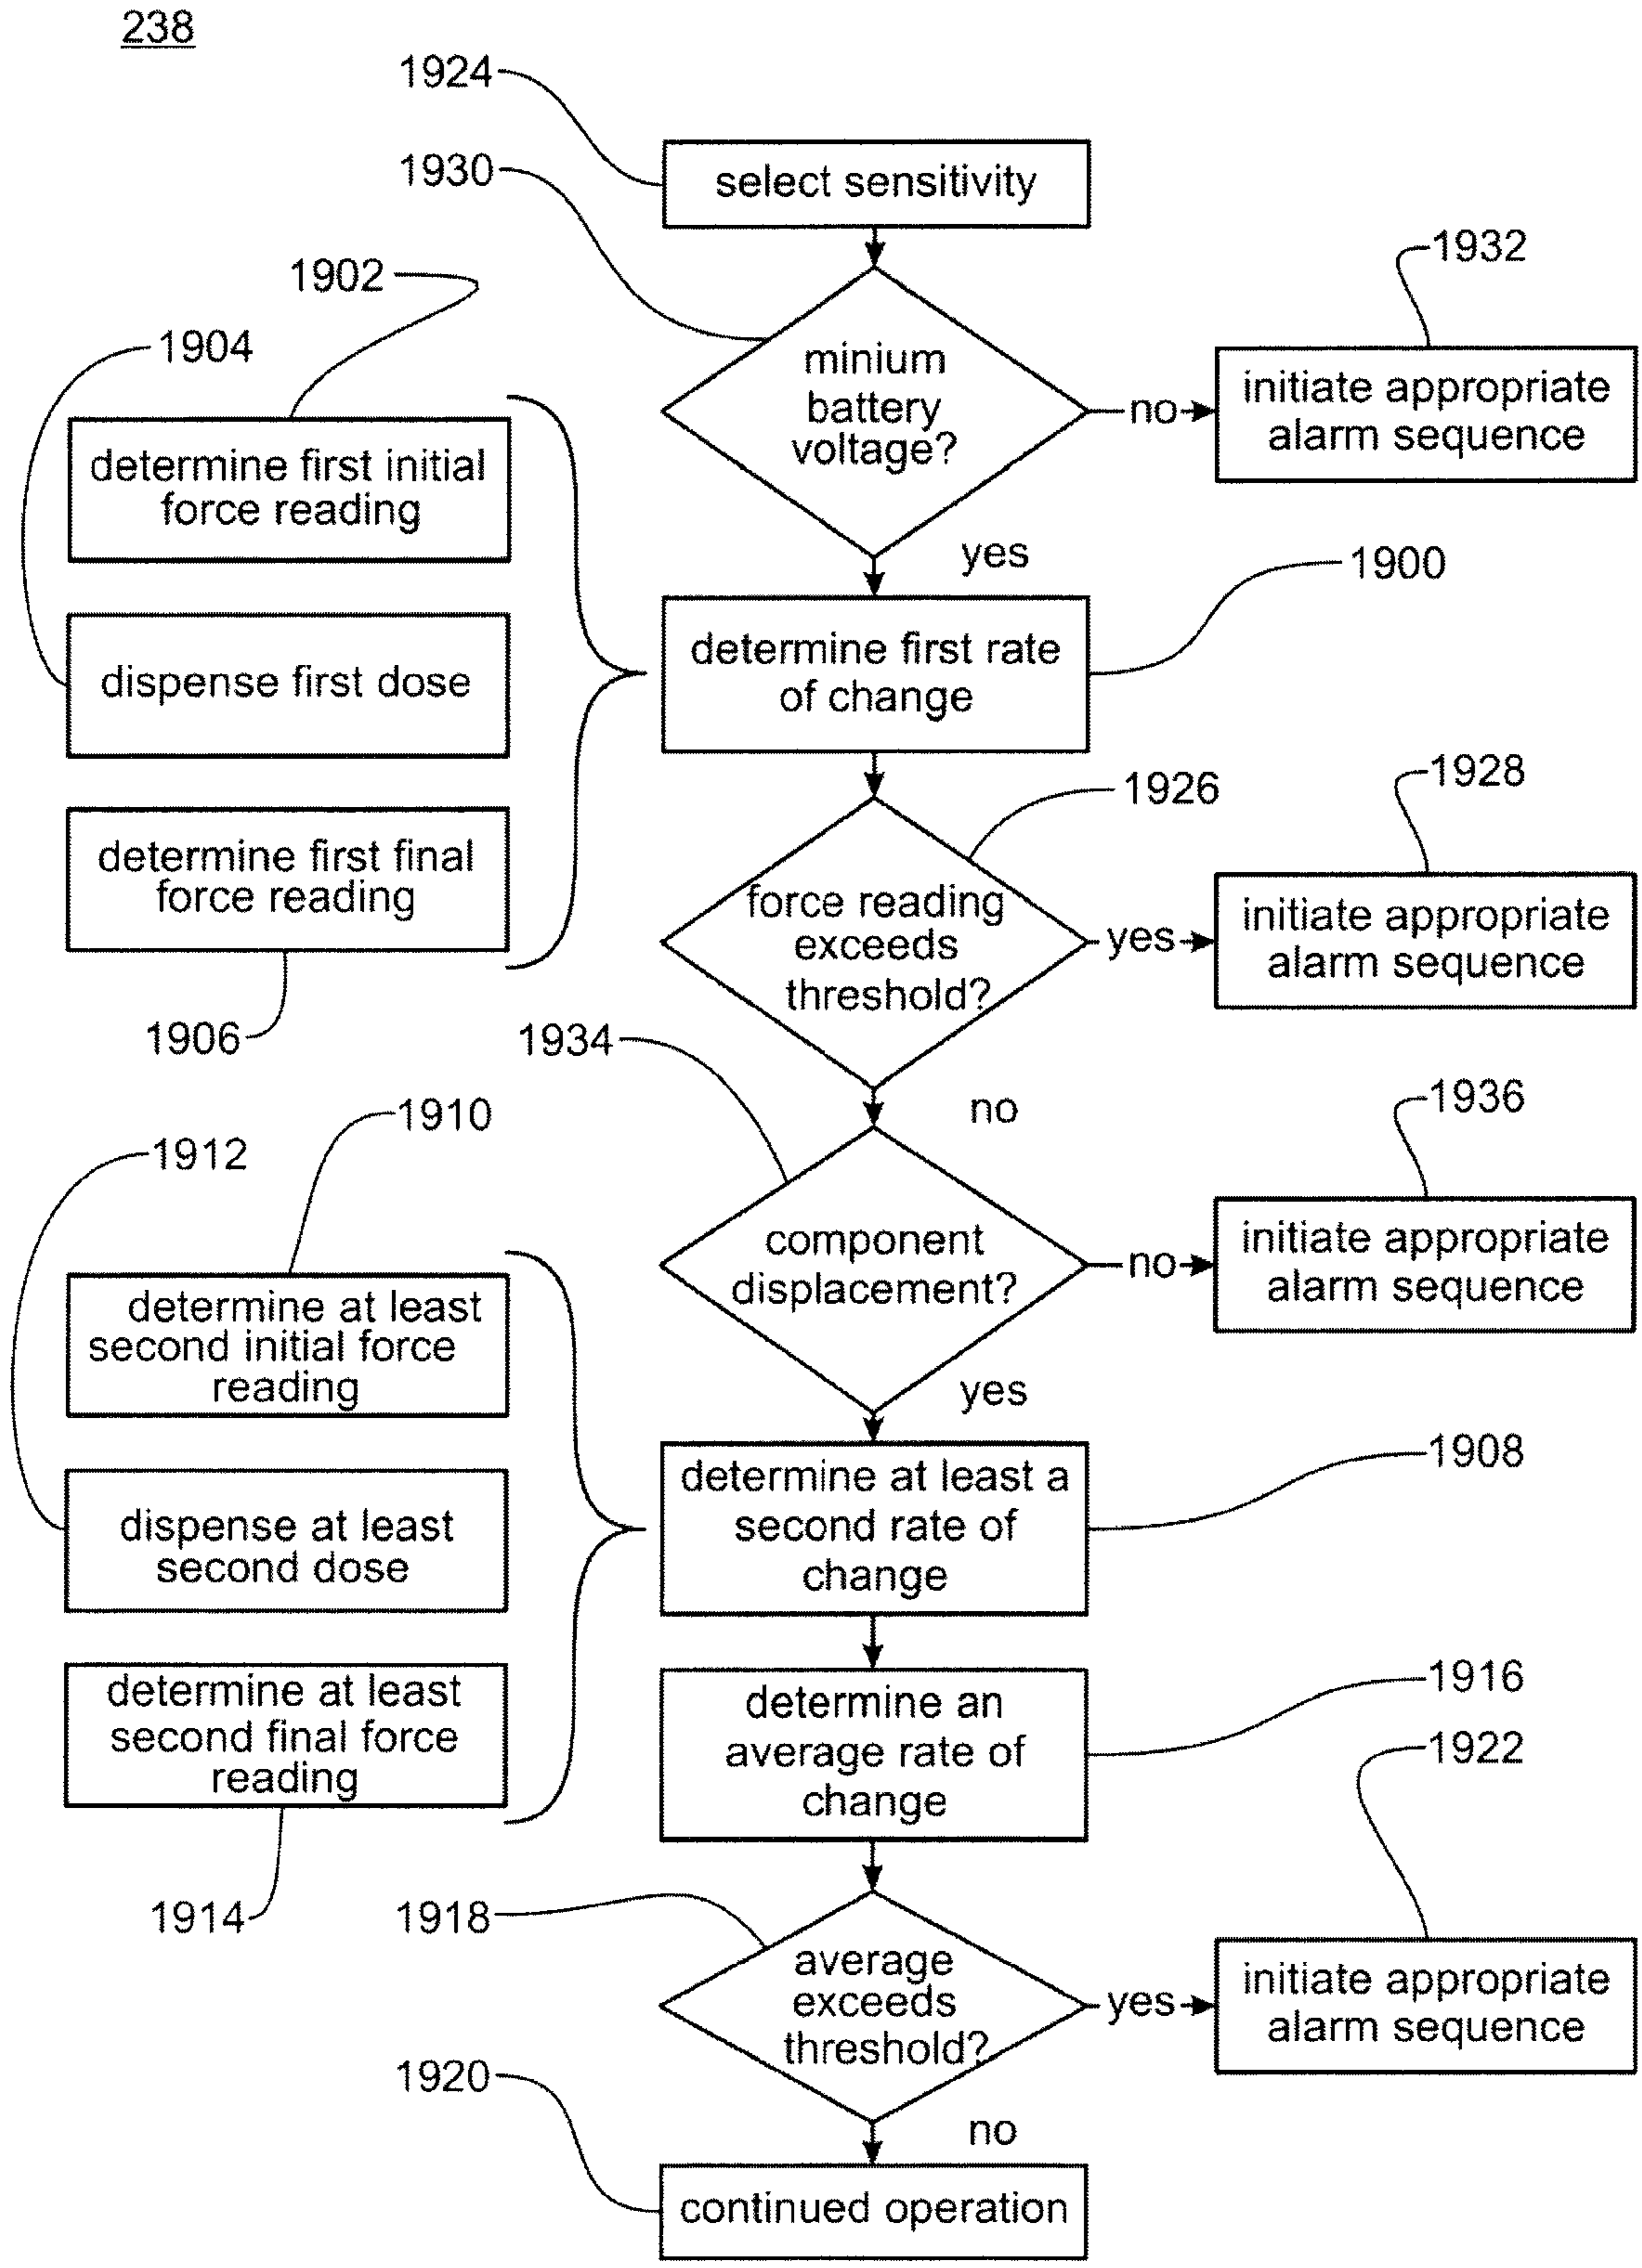 238
1924
select sensitivity
1930
minium
battery
voltage?
no
1932
initiate appropriate
alarm sequence
yes
1902
1904
determine first initial
force reading
dispense first dose
determine first final
force reading
1906
1900
determine first rate
of change
1926
force reading
exceeds
threshold?
yes
1928
initiate appropriate
alarm sequence
no
1934
component
displacement?
no
1936
initiate appropriate
alarm sequence
yes
1910
1912
determine at least
second initial force
reading
dispense at least
second dose
determine at least
second final force
reading
1914
1908
determine at least a
second rate of
change
1916
determine an
average rate of
change
1918
average
exceeds
threshold?
yes
1922
initiate appropriate
alarm sequence
no
1920
continued operation